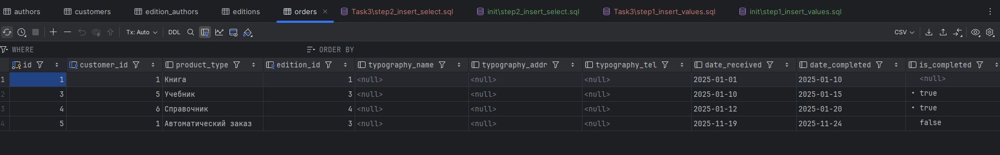 authors customers edition_authors editions orders Task3\step2_insert_select.sql init\step2_insert_select.sql Task3\step1_insert_values.sql init\step1_insert_values.sql
Tx: Auto DDL CSV
WHERE ORDER BY
id customer_id product_type edition_id typography_name typography_addr typography_tel date_received date_completed is_completed
1 1 1 Книга 1 <null> <null> <null> 2025-01-01 2025-01-10 <null>
2 3 5 Учебник 3 <null> <null> <null> 2025-01-10 2025-01-15 true
3 4 6 Справочник 4 <null> <null> <null> 2025-01-12 2025-01-20 true
4 5 1 Автоматический заказ 3 <null> <null> <null> 2025-11-19 2025-11-24 false